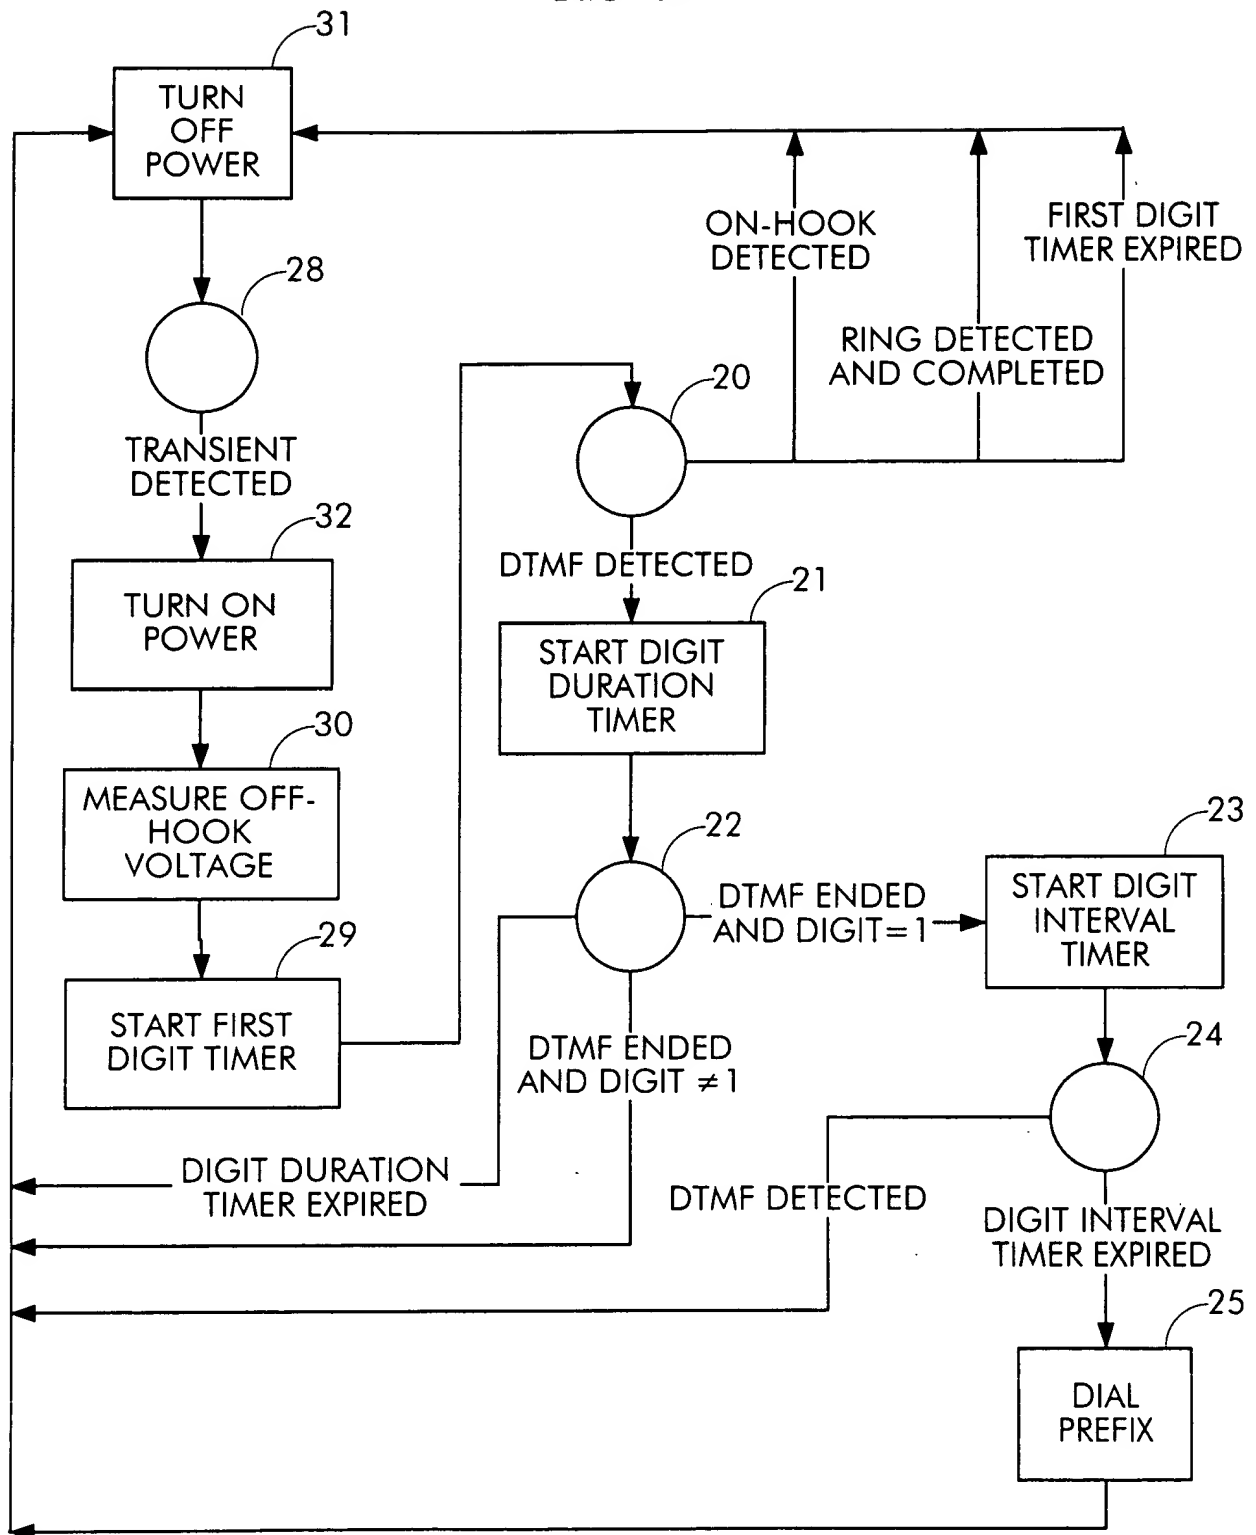 31
TURN
OFF
POWER
ON-HOOK
DETECTED
FIRST DIGIT
TIMER EXPIRED
28
RING DETECTED
AND COMPLETED
20
TRANSIENT
DETECTED
32
TURN ON
POWER
DTMF DETECTED
21
START DIGIT
DURATION
TIMER
30
MEASURE OFF-
HOOK
VOLTAGE
22
23
DTMF ENDED
AND DIGIT=1
START DIGIT
INTERVAL
TIMER
29
START FIRST
DIGIT TIMER
DTMF ENDED
AND DIGIT ≠1
24
DIGIT DURATION
TIMER EXPIRED
DTMF DETECTED
DIGIT INTERVAL
TIMER EXPIRED
25
DIAL
PREFIX